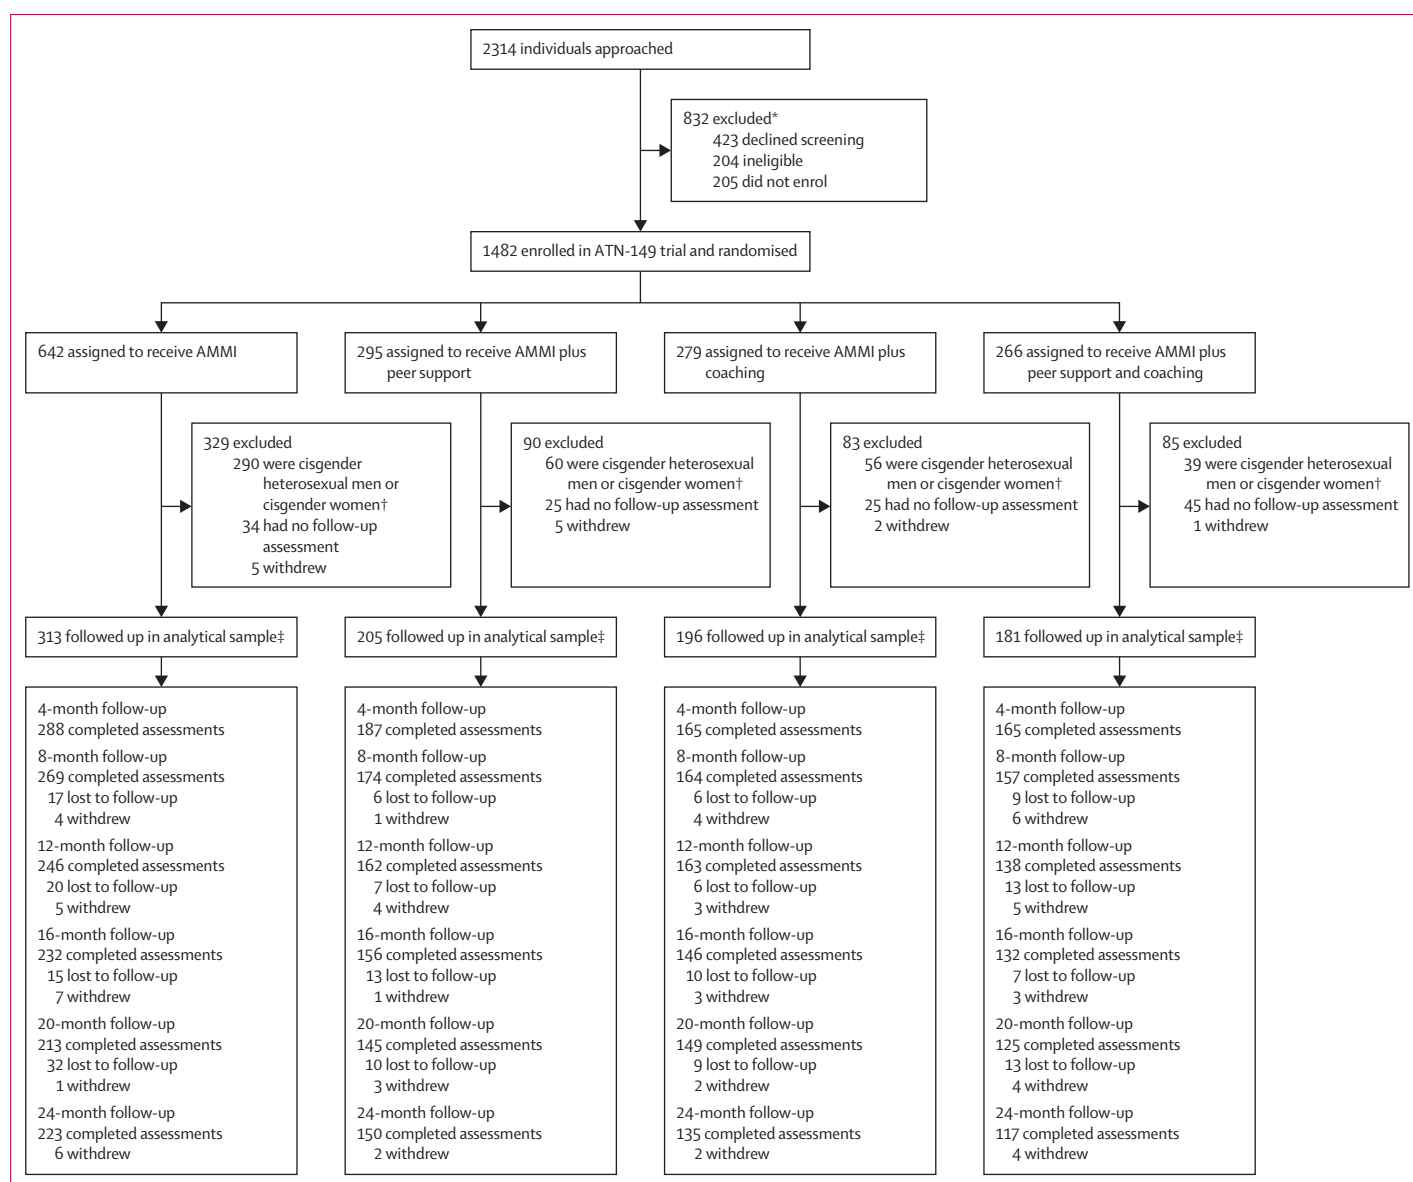 2314 individuals approached
832 excluded*
423 declined screening
204 ineligible
205 did not enrol
1482 enrolled in ATN-149 trial and randomised
642 assigned to receive AMMI
295 assigned to receive AMMI plus
peer support
279 assigned to receive AMMI plus
coaching
266 assigned to receive AMMI plus
peer support and coaching
329 excluded
290 were cisgender
heterosexual men or
cisgender women†
34 had no follow-up
assessment
5 withdrew
90 excluded
60 were cisgender heterosexual
men or cisgender women†
25 had no follow-up assessment
5 withdrew
83 excluded
56 were cisgender heterosexual
men or cisgender women†
25 had no follow-up assessment
2 withdrew
85 excluded
39 were cisgender heterosexual
men or cisgender women†
45 had no follow-up assessment
1 withdrew
313 followed up in analytical sample‡
205 followed up in analytical sample‡
196 followed up in analytical sample‡
181 followed up in analytical sample‡
4-month follow-up
288 completed assessments
8-month follow-up
269 completed assessments
17 lost to follow-up
4 withdrew
12-month follow-up
246 completed assessments
20 lost to follow-up
5 withdrew
16-month follow-up
232 completed assessments
15 lost to follow-up
7 withdrew
20-month follow-up
213 completed assessments
32 lost to follow-up
1 withdrew
24-month follow-up
223 completed assessments
6 withdrew
4-month follow-up
187 completed assessments
8-month follow-up
174 completed assessments
6 lost to follow-up
1 withdrew
12-month follow-up
162 completed assessments
7 lost to follow-up
4 withdrew
16-month follow-up
156 completed assessments
13 lost to follow-up
1 withdrew
20-month follow-up
145 completed assessments
10 lost to follow-up
3 withdrew
24-month follow-up
150 completed assessments
2 withdrew
4-month follow-up
165 completed assessments
8-month follow-up
164 completed assessments
6 lost to follow-up
4 withdrew
12-month follow-up
163 completed assessments
6 lost to follow-up
3 withdrew
16-month follow-up
146 completed assessments
10 lost to follow-up
3 withdrew
20-month follow-up
149 completed assessments
9 lost to follow-up
2 withdrew
24-month follow-up
135 completed assessments
2 withdrew
4-month follow-up
165 completed assessments
8-month follow-up
157 completed assessments
9 lost to follow-up
6 withdrew
12-month follow-up
138 completed assessments
13 lost to follow-up
5 withdrew
16-month follow-up
132 completed assessments
7 lost to follow-up
3 withdrew
20-month follow-up
125 completed assessments
13 lost to follow-up
4 withdrew
24-month follow-up
117 completed assessments
4 withdrew